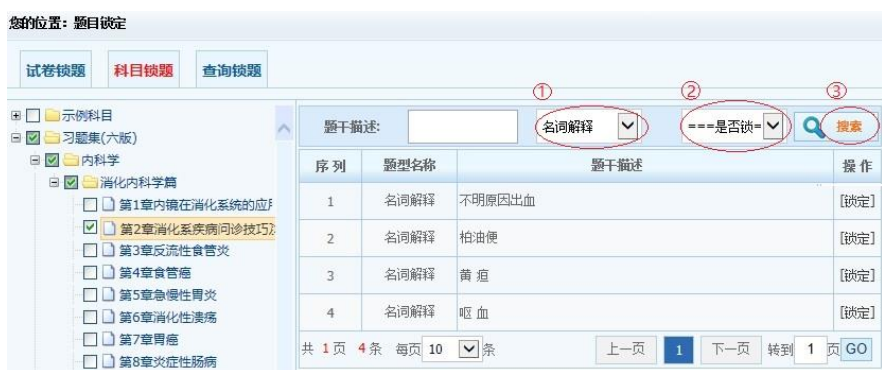 您的位置：题目锁定
试卷锁题 科目锁题 查询锁题
① ② ③
题干描述: 名词解释 ===是否锁= 搜索
示例科目
习题集(六版)
内科学
消化内科学篇
第1章内镜在消化系统的应
第2章消化系疾病问诊技巧
第3章反流性食管炎
第4章食管癌
第5章急慢性胃炎
第6章消化性溃疡
第7章胃癌
第8章炎症性肠病
序列 题型名称 题干描述 操作
1 名词解释 不明原因出血 [锁定]
2 名词解释 柏油便 [锁定]
3 名词解释 黄 疸 [锁定]
4 名词解释 呕 血 [锁定]
共 1 页 4 条 每页 10 条 上一页 1 下一页 转到 1 页 GO